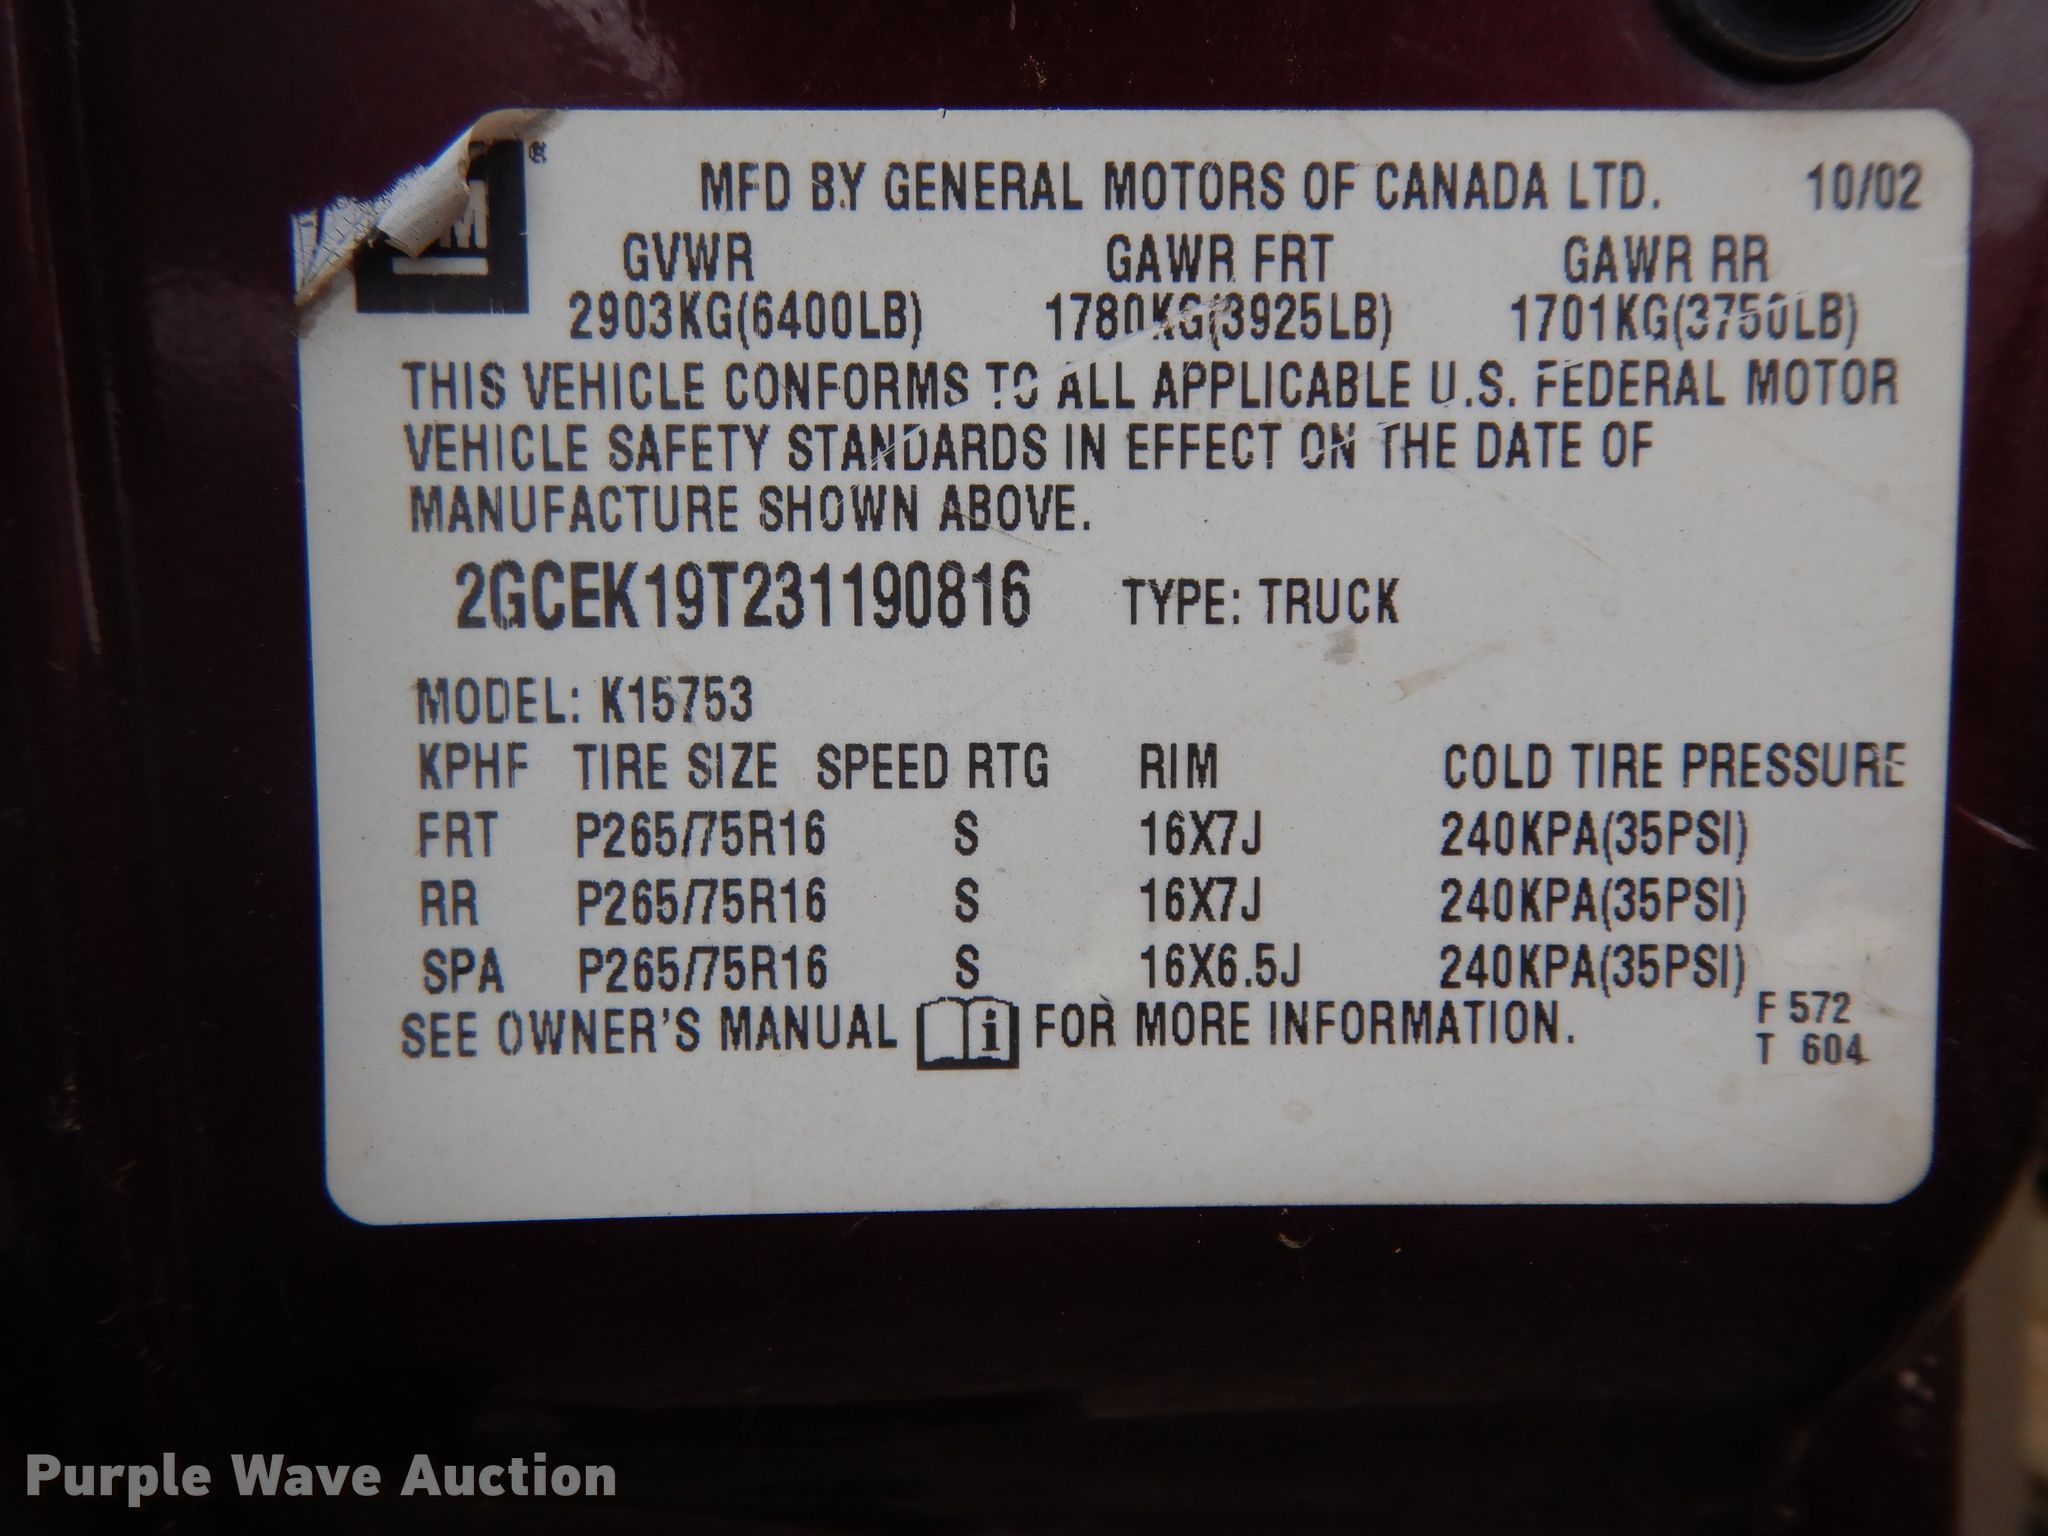 GM ®
MFD BY GENERAL MOTORS OF CANADA LTD. 10/02
GVWR GAWR FRT GAWR RR
2903KG(6400LB) 1780KG(3925LB) 1701KG(3750LB)
THIS VEHICLE CONFORMS TO ALL APPLICABLE U.S. FEDERAL MOTOR
VEHICLE SAFETY STANDARDS IN EFFECT ON THE DATE OF
MANUFACTURE SHOWN ABOVE.
2GCEK19T231190816 TYPE: TRUCK
MODEL: K15753
KPHF TIRE SIZE SPEED RTG RIM COLD TIRE PRESSURE
FRT P265/75R16 S 16X7J 240KPA(35PSI)
RR P265/75R16 S 16X7J 240KPA(35PSI)
SPA P265/75R16 S 16X6.5J 240KPA(35PSI)
SEE OWNER'S MANUAL i FOR MORE INFORMATION.
F 572
T 604
Purple Wave Auction